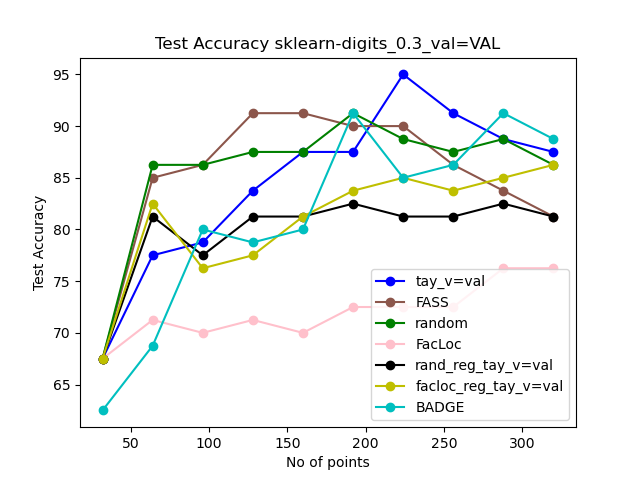 Test Accuracy sklearn-digits_0.3_val=VAL
Test Accuracy
95
90
85
80
75
70
65
50
100
150
200
250
300
No of points
tay_v=val
FASS
random
FacLoc
rand_reg_tay_v=val
facloc_reg_tay_v=val
BADGE